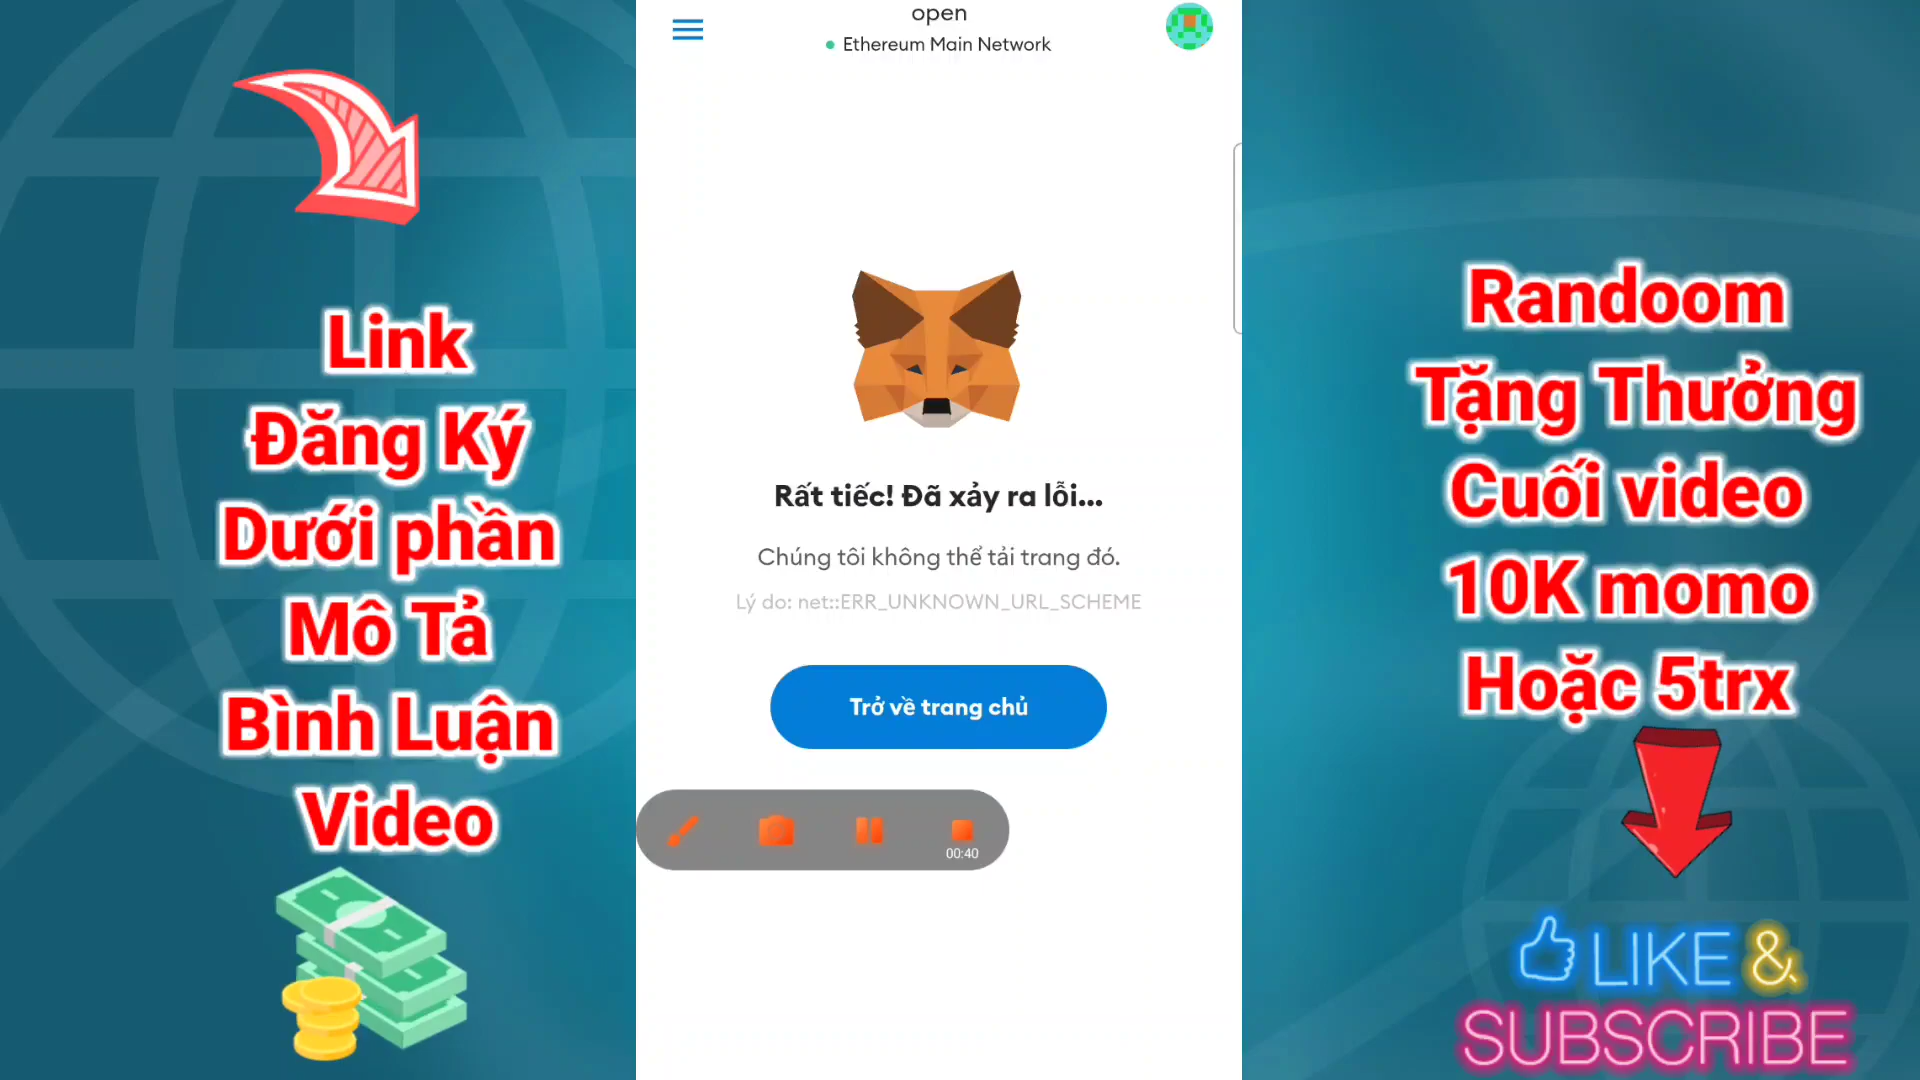 Link
Đăng Ký
Dưới phần
Mô Tả
Bình Luận
Video
open
Ethereum Main Network
Rất tiếc! Đã xảy ra lỗi...
Chúng tôi không thể tải trang đó.
Lý do: net::ERR_UNKNOWN_URL_SCHEME
Trở về trang chủ
00:40
Randoom
Tặng Thưởng
Cuối video
10K momo
Hoặc 5trx
LIKE &
SUBSCRIBE